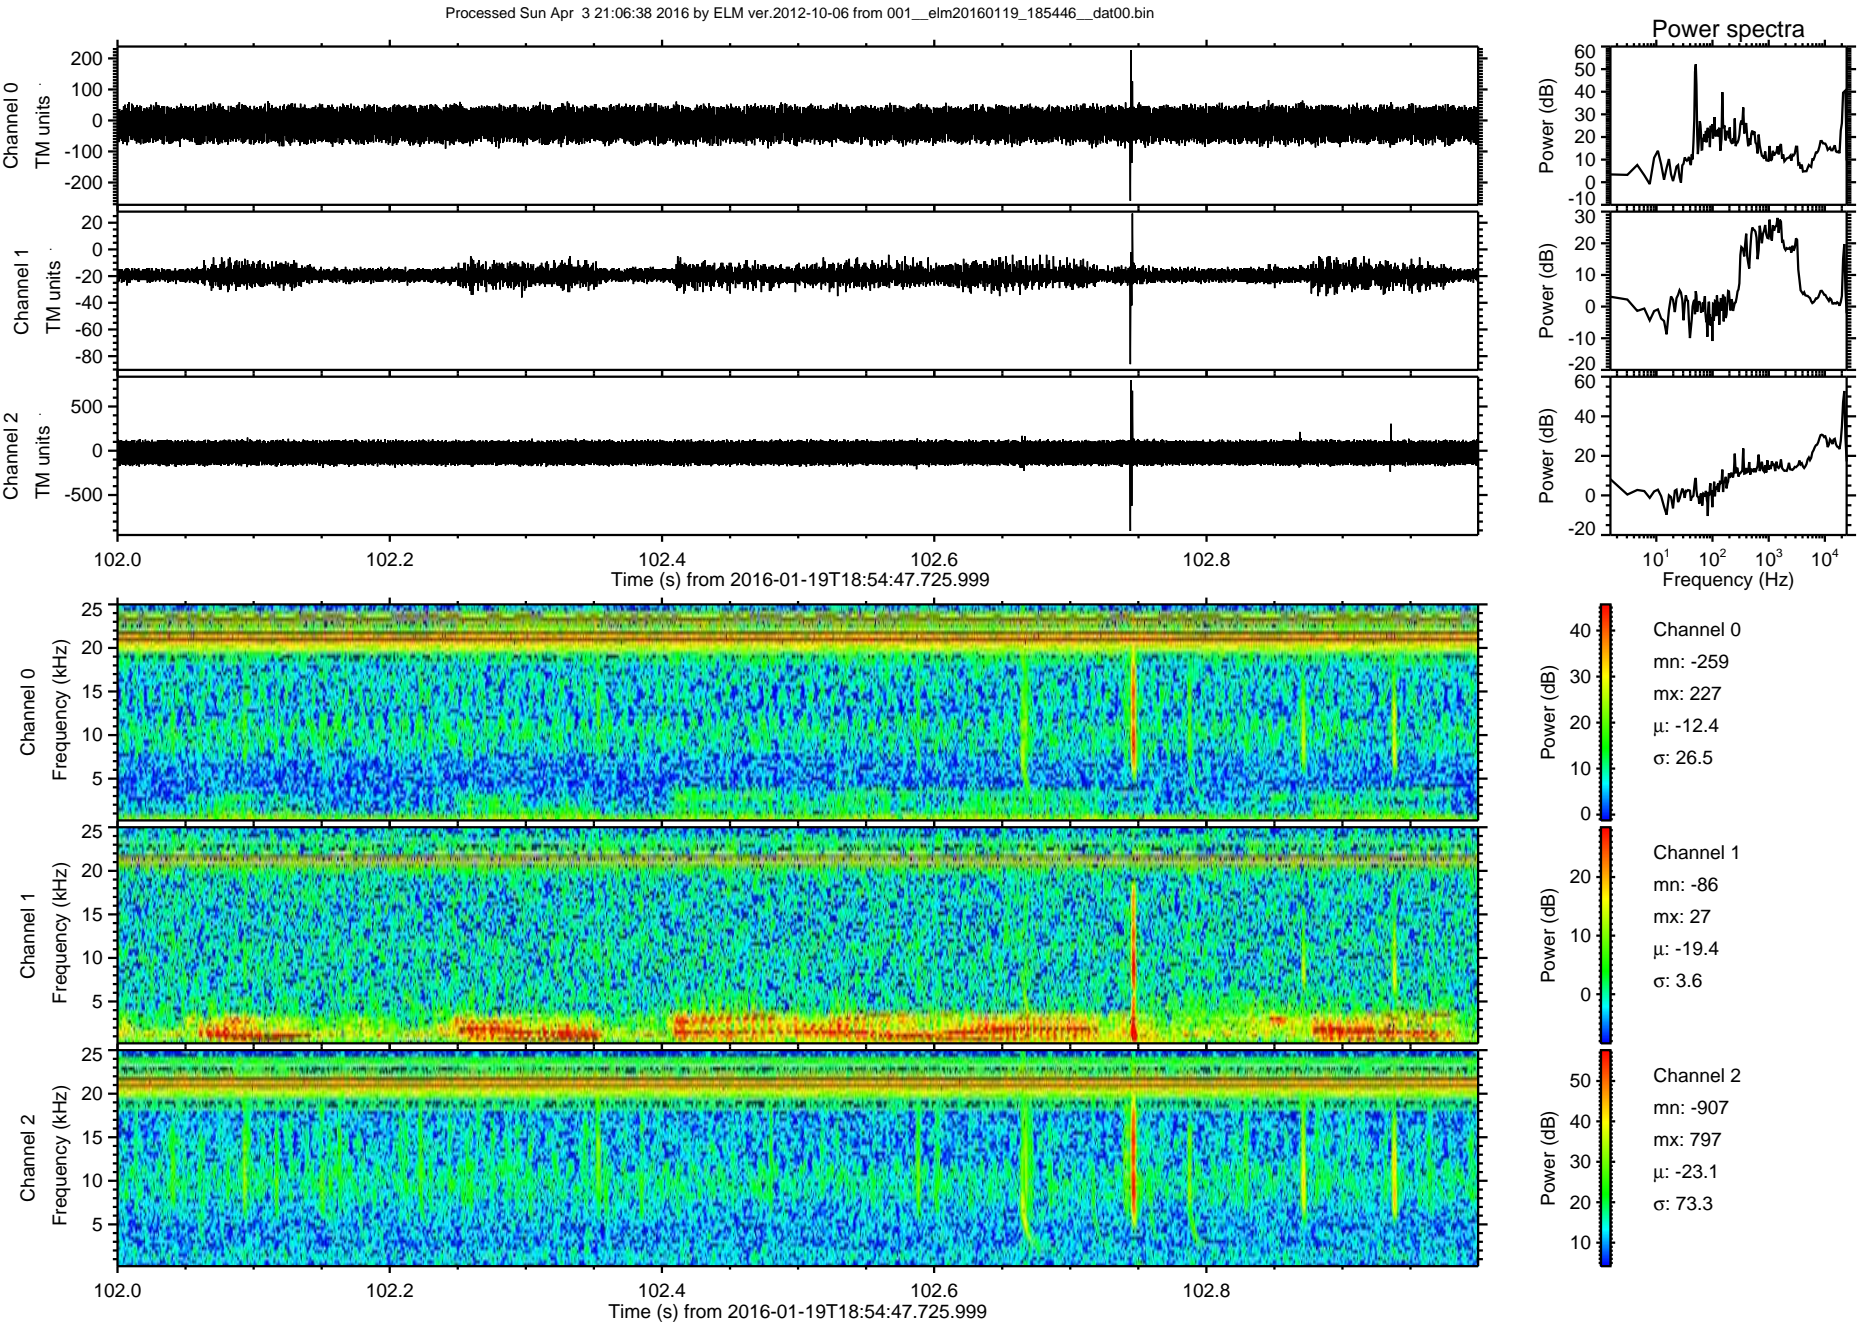 Processed Sun Apr  3 21:06:38 2016 by ELM ver.2012-10-06 from 001__elm20160119_185446__dat00.bin
Power spectra
Channel 0
TM units
200
100
0
-100
-200
Power (dB)
60
50
40
30
20
10
0
-10
Channel 1
TM units
20
0
-20
-40
-60
-80
Power (dB)
30
20
10
0
-10
-20
Channel 2
TM units
500
0
-500
Power (dB)
60
40
20
0
-20
102.0 102.2 102.4 102.6 102.8
Time (s) from 2016-01-19T18:54:47.725.999
10^1 10^2 10^3 10^4
Frequency (Hz)
Channel 0
Frequency (kHz)
25
20
15
10
5
Power (dB)
40
30
20
10
0
Channel 0
mn: -259
mx: 227
μ: -12.4
σ: 26.5
Channel 1
Frequency (kHz)
25
20
15
10
5
Power (dB)
20
10
0
Channel 1
mn: -86
mx: 27
μ: -19.4
σ: 3.6
Channel 2
Frequency (kHz)
25
20
15
10
5
Power (dB)
50
40
30
20
10
Channel 2
mn: -907
mx: 797
μ: -23.1
σ: 73.3
102.0 102.2 102.4 102.6 102.8
Time (s) from 2016-01-19T18:54:47.725.999